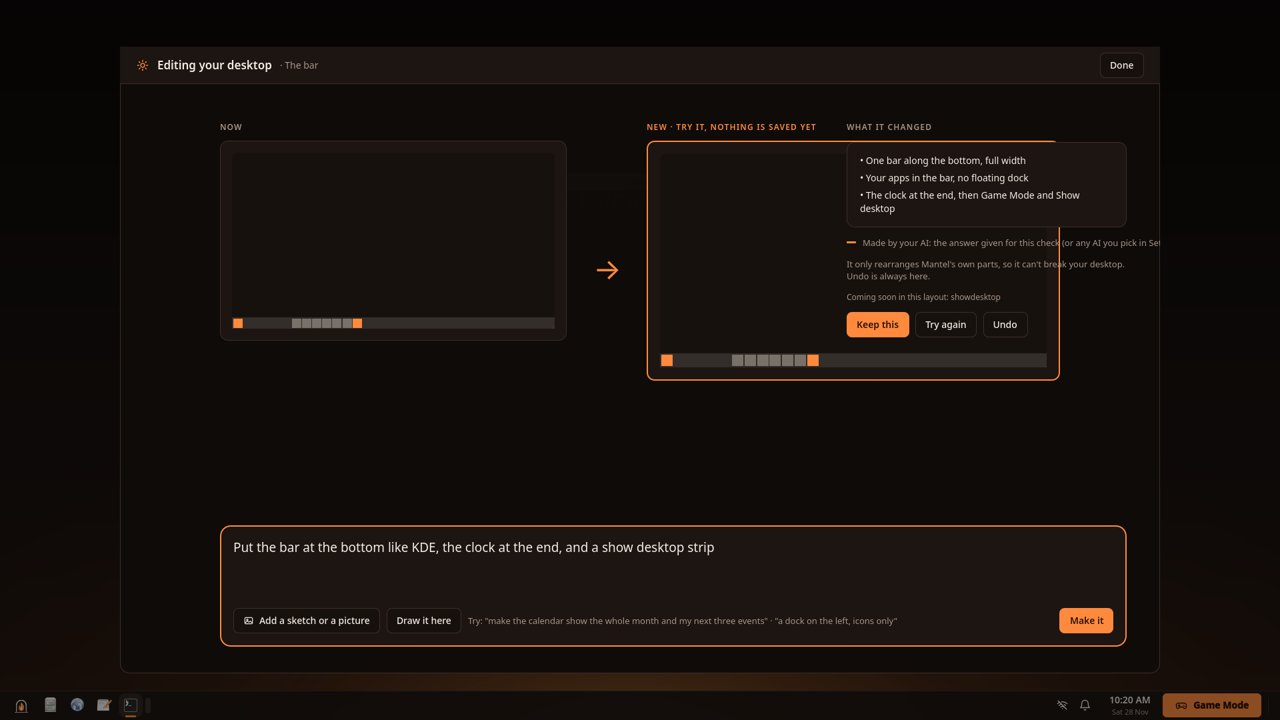 Editing your desktop · The bar
Done
NOW
NEW · TRY IT, NOTHING IS SAVED YET
WHAT IT CHANGED
• One bar along the bottom, full width
• Your apps in the bar, no floating dock
• The clock at the end, then Game Mode and Show
desktop
Made by your AI: the answer given for this check (or any AI you pick in Set
It only rearranges Mantel's own parts, so it can't break your desktop.
Undo is always here.
Coming soon in this layout: showdesktop
Keep this
Try again
Undo
Put the bar at the bottom like KDE, the clock at the end, and a show desktop strip
Add a sketch or a picture
Draw it here
Try: "make the calendar show the whole month and my next three events" · "a dock on the left, icons only"
Make it
10:20 AM
Sat 28 Nov
Game Mode